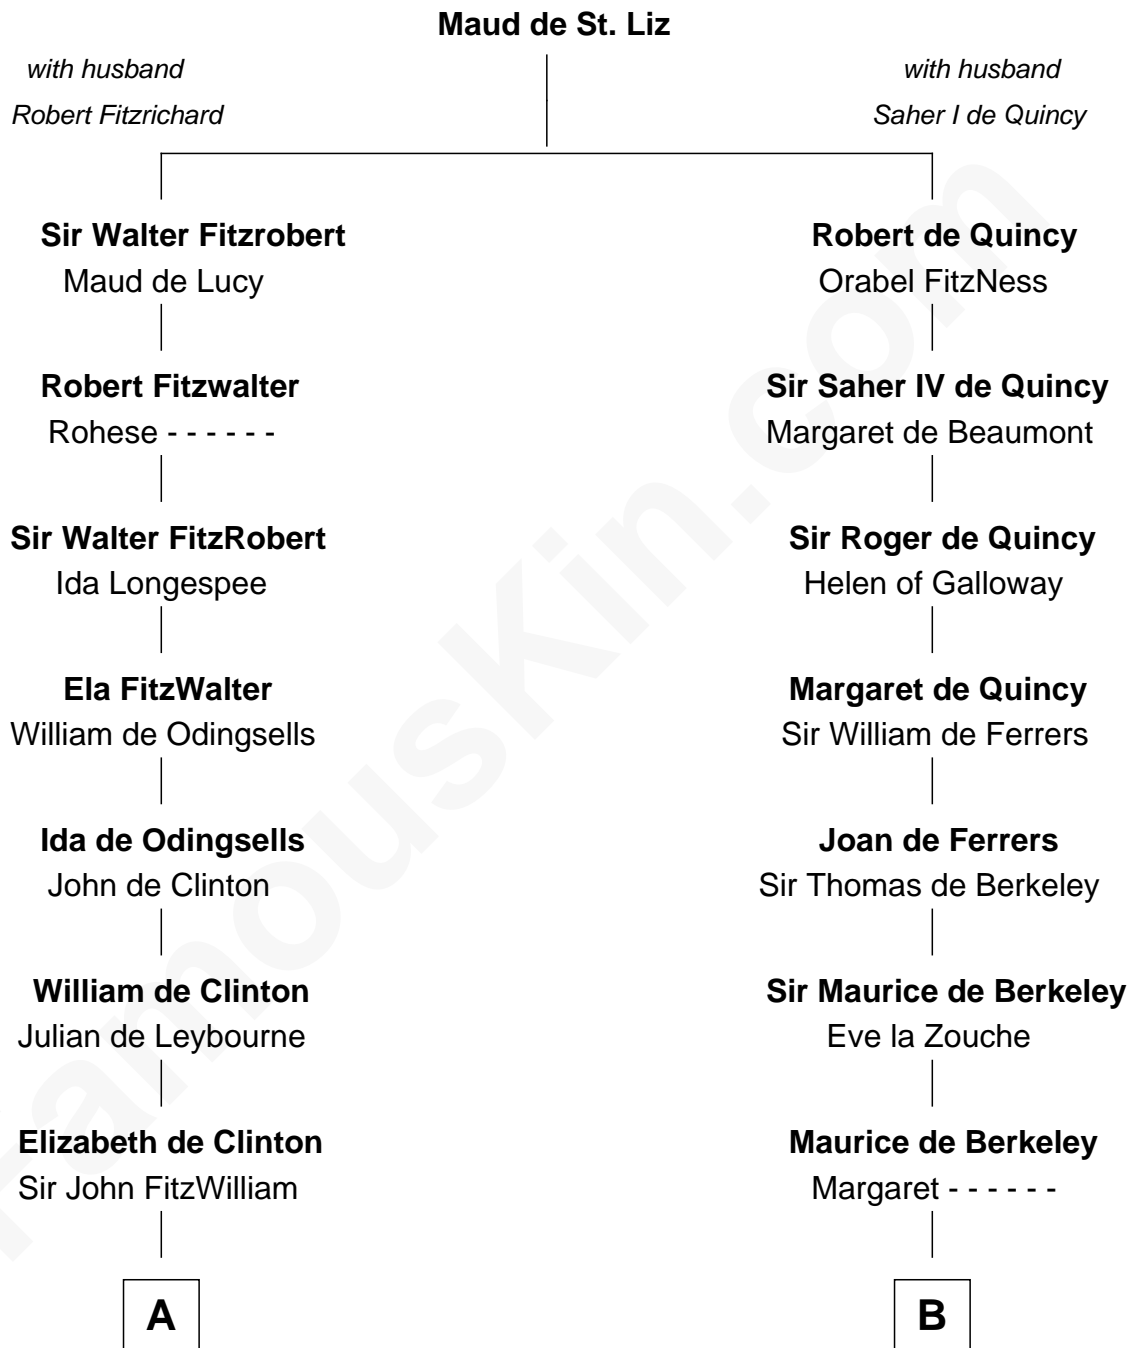 Maud de St. Liz
with husband
Robert Fitzrichard
with husband
Saher I de Quincy
Sir Walter Fitzrobert
Maud de Lucy
Robert de Quincy
Orabel FitzNess
Robert Fitzwalter
Rohese - - - - - -
Sir Saher IV de Quincy
Margaret de Beaumont
Sir Walter FitzRobert
Ida Longespee
Sir Roger de Quincy
Helen of Galloway
Ela FitzWalter
William de Odingsells
Margaret de Quincy
Sir William de Ferrers
Ida de Odingsells
John de Clinton
Joan de Ferrers
Sir Thomas de Berkeley
William de Clinton
Julian de Leybourne
Sir Maurice de Berkeley
Eve la Zouche
Elizabeth de Clinton
Sir John FitzWilliam
Maurice de Berkeley
Margaret - - - - - -
A
B
FamousKin.com